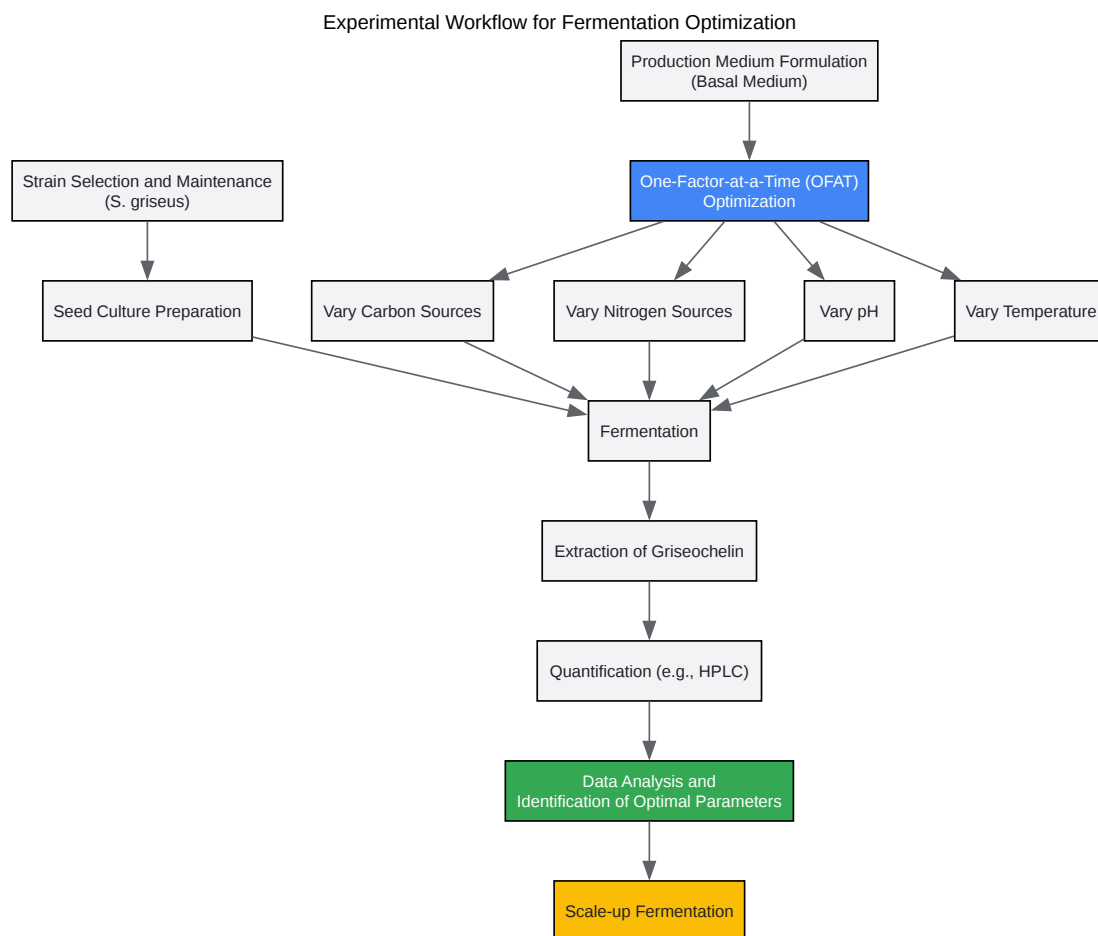 Experimental Workflow for Fermentation Optimization
Production Medium Formulation
(Basal Medium)
Strain Selection and Maintenance
(S. griseus)
One-Factor-at-a-Time (OFAT)
Optimization
Seed Culture Preparation
Vary Carbon Sources
Vary Nitrogen Sources
Vary pH
Vary Temperature
Fermentation
Extraction of Griseochelin
Quantification (e.g., HPLC)
Data Analysis and
Identification of Optimal Parameters
Scale-up Fermentation